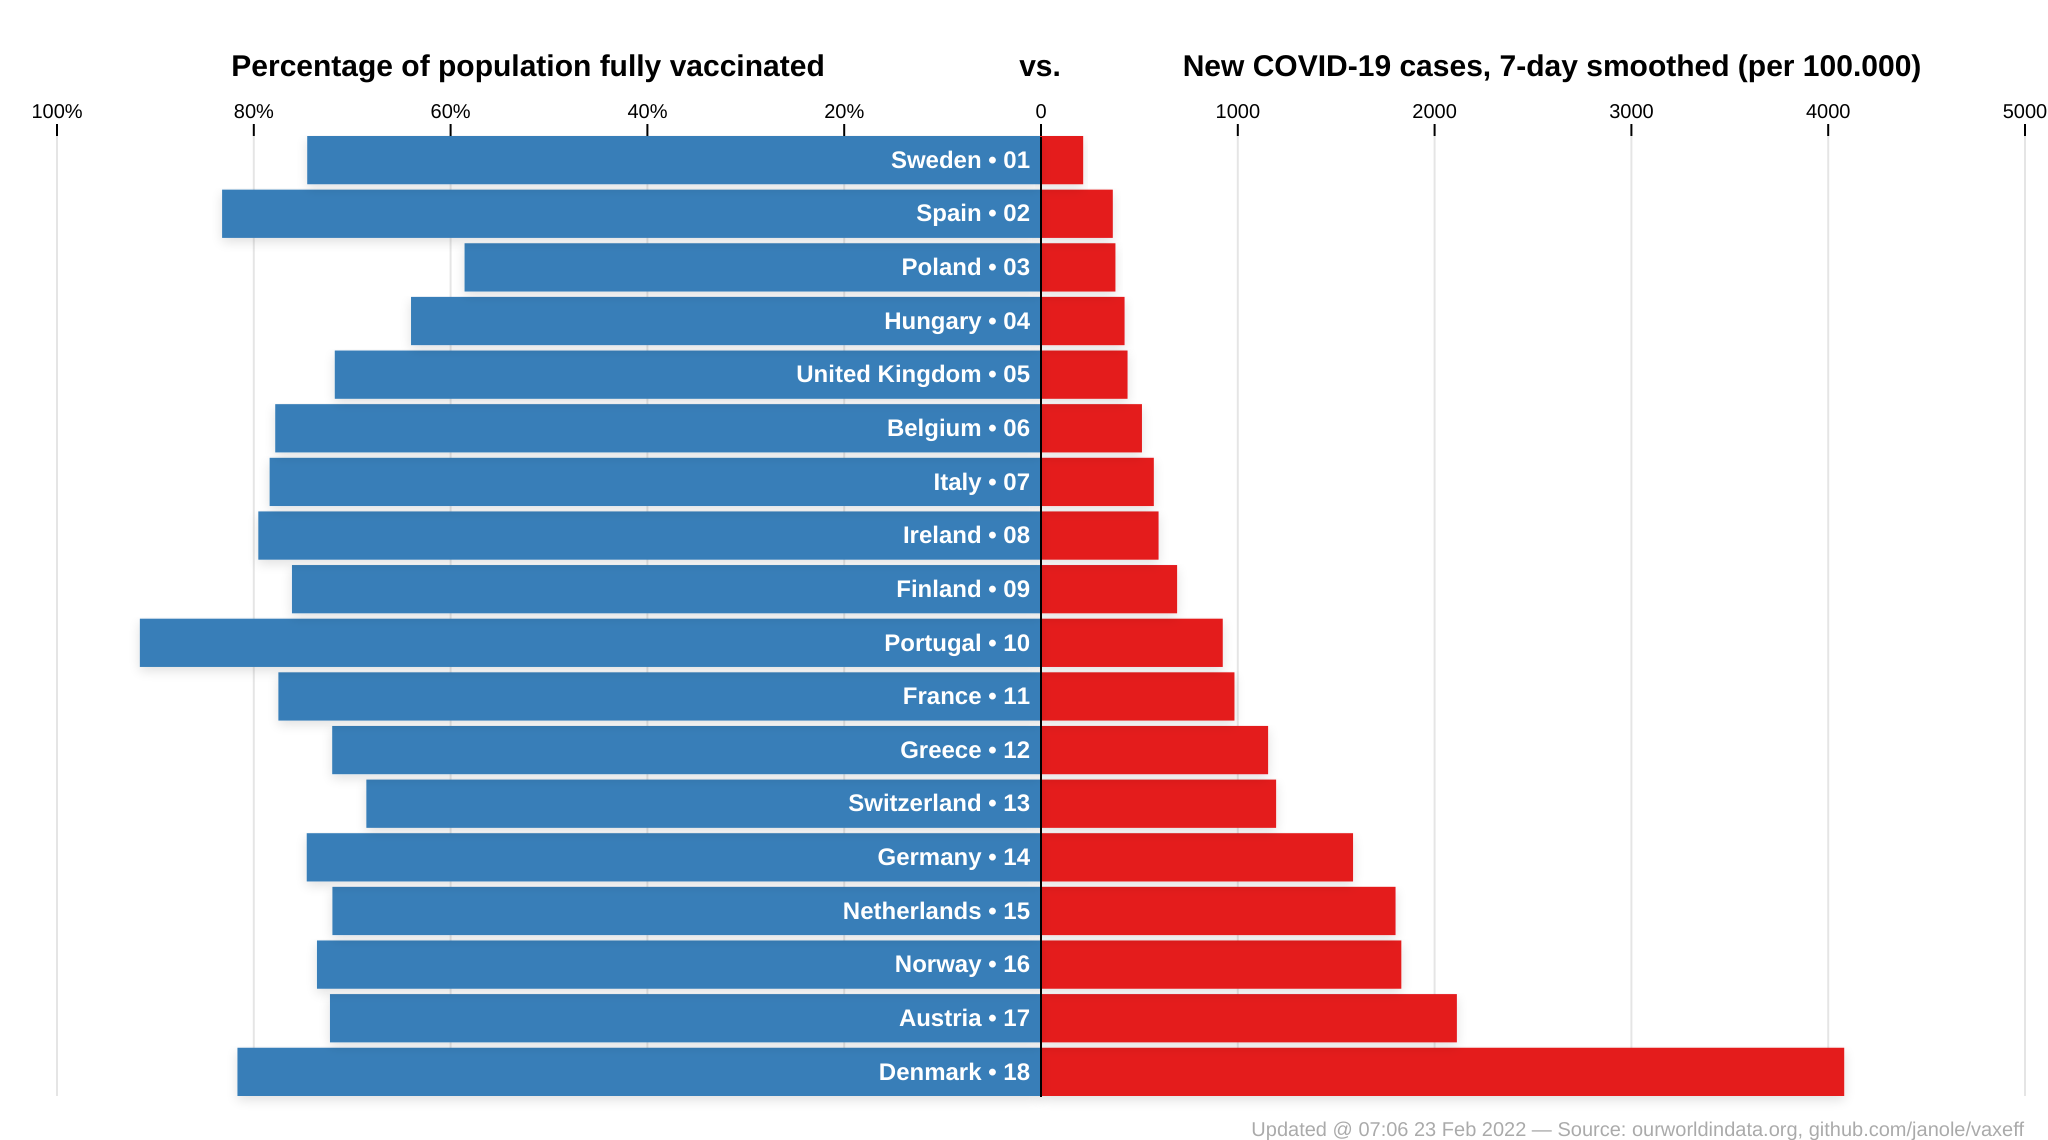 Percentage of population fully vaccinated vs. New COVID-19 cases, 7-day smoothed (per 100.000)
100% 80% 60% 40% 20% 0 1000 2000 3000 4000 5000
Sweden • 01
Spain • 02
Poland • 03
Hungary • 04
United Kingdom • 05
Belgium • 06
Italy • 07
Ireland • 08
Finland • 09
Portugal • 10
France • 11
Greece • 12
Switzerland • 13
Germany • 14
Netherlands • 15
Norway • 16
Austria • 17
Denmark • 18
Updated @ 07:06 23 Feb 2022 — Source: ourworldindata.org, github.com/janole/vaxeff